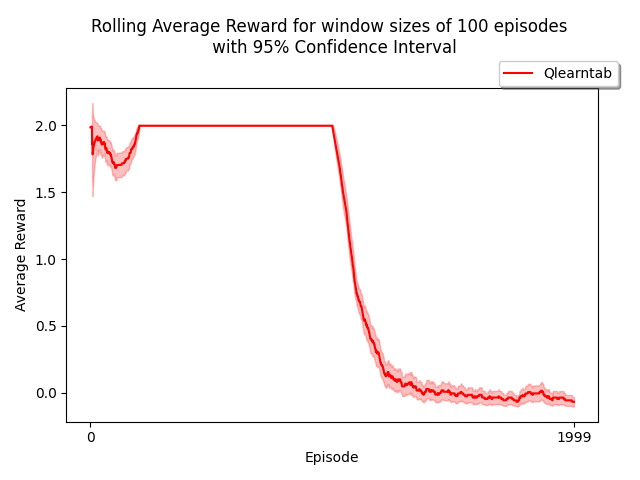 Rolling Average Reward for window sizes of 100 episodes
with 95% Confidence Interval
Qlearntab
Average Reward
2.0
1.5
1.0
0.5
0.0
0
1999
Episode